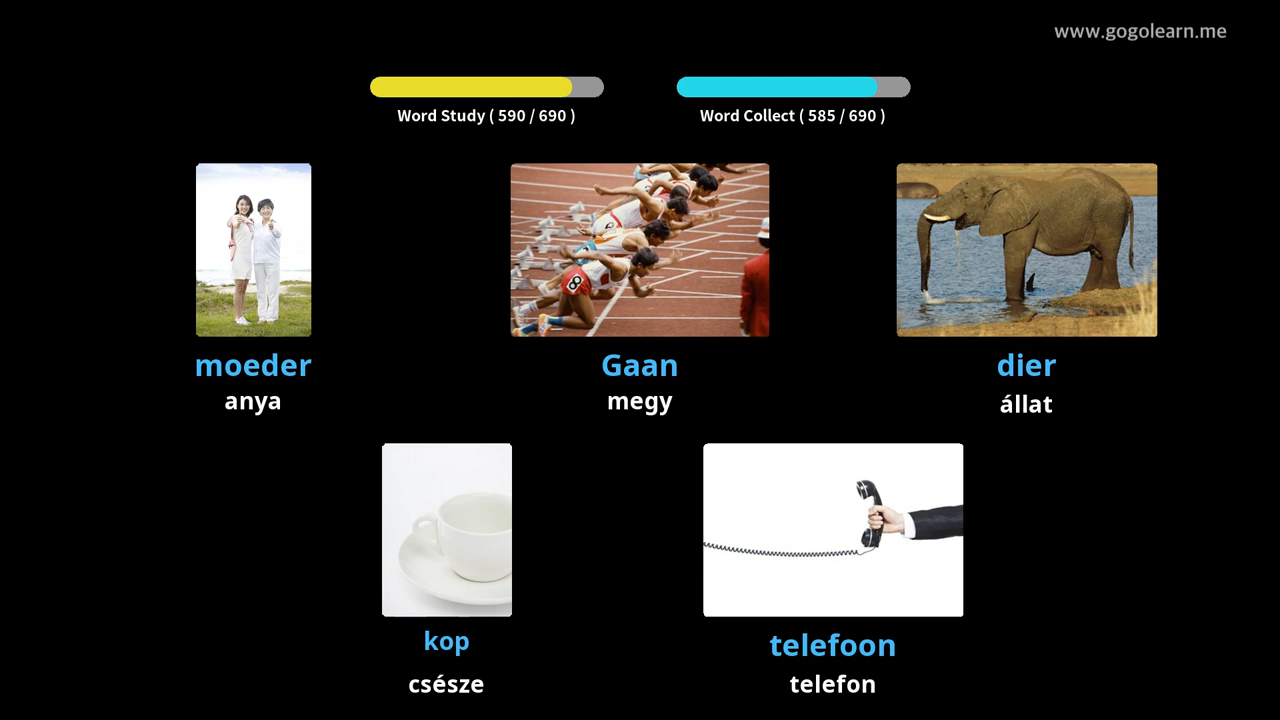 www.gogolearn.me
Word Study ( 590 / 690 )
Word Collect ( 585 / 690 )
moeder
anya
Gaan
megy
dier
állat
kop
csésze
telefoon
telefon